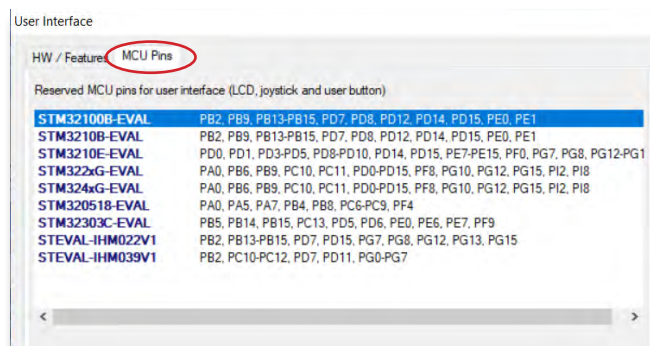 User Interface
HW / Features MCU Pins
Reserved MCU pins for user interface (LCD, joystick and user button)
STM32100B-EVAL PB2, PB9, PB13-PB15, PD7, PD8, PD12, PD14, PD15, PE0, PE1
STM3210B-EVAL PB2, PB9, PB13-PB15, PD7, PD8, PD12, PD14, PD15, PE0, PE1
STM3210E-EVAL PD0, PD1, PD3-PD5, PD8-PD10, PD14, PD15, PE7-PE15, PF0, PG7, PG8, PG12-PG1
STM322xG-EVAL PA0, PB6, PB9, PC10, PC11, PD0-PD15, PF8, PG10, PG12, PG15, PI2, PI8
STM324xG-EVAL PA0, PB6, PB9, PC10, PC11, PD0-PD15, PF8, PG10, PG12, PG15, PI2, PI8
STM320518-EVAL PA0, PA5, PA7, PB4, PB8, PC6-PC9, PF4
STM32303C-EVAL PB5, PB14, PB15, PC13, PD5, PD6, PE0, PE6, PE7, PF9
STEVAL-IHM022V1 PB2, PB13-PB15, PD7, PD15, PG7, PG8, PG12, PG13, PG15
STEVAL-IHM039V1 PB2, PC10-PC12, PD7, PD11, PG0-PG7